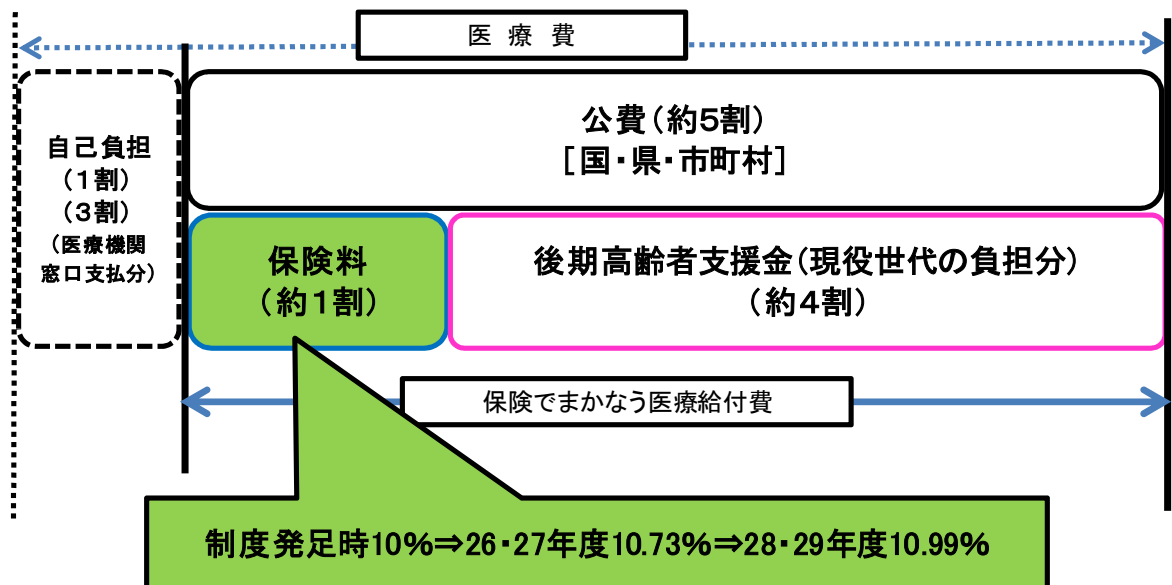 医 療 費
公費(約5割)
[国・県・市町村]
自己負担
(1割)
(3割)
(医療機関
窓口支払分)
保険料
(約1割)
後期高齢者支援金(現役世代の負担分)
(約4割)
保険でまかなう医療給付費
制度発足時10%⇒26・27年度10.73%⇒28・29年度10.99%